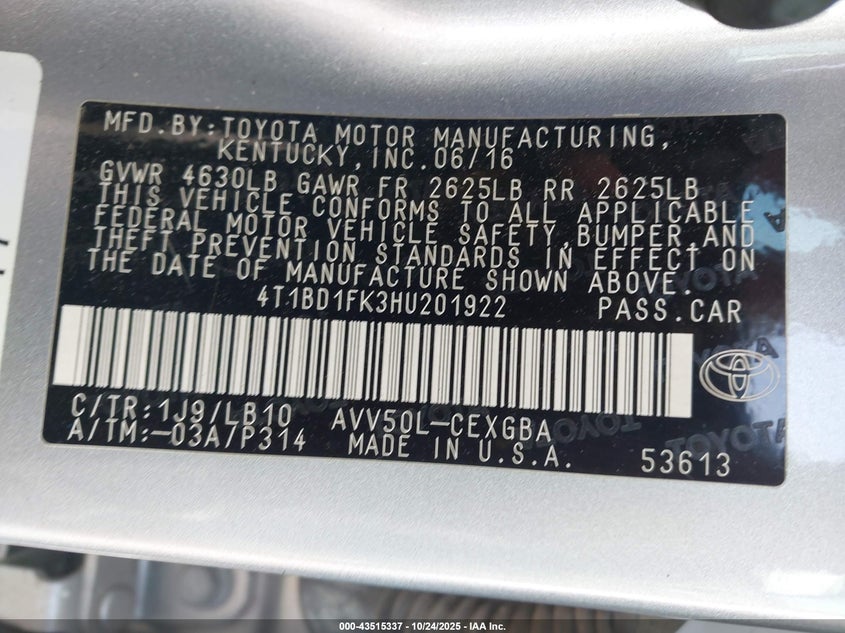 MFD.BY:TOYOTA MOTOR MANUFACTURING,
KENTUCKY,INC.06/16
GVWR 4630LB GAWR FR 2625LB RR 2625LB
THIS VEHICLE CONFORMS TO ALL APPLICABLE
FEDERAL MOTOR VEHICLE SAFETY,BUMPER,AND
THEFT PREVENTION STANDARDS IN EFFECT ON
THE DATE OF MANUFACTURE SHOWN ABOVE.
4T1BD1FK3HU201922 PASS.CAR
C/TR:1J9/LB10 AVV50L-CEXGBA
A/TM:-03A/P314 MADE IN U.S.A. 53613
TOYOTA
000-43515337 - 10/24/2025 - IAA Inc.